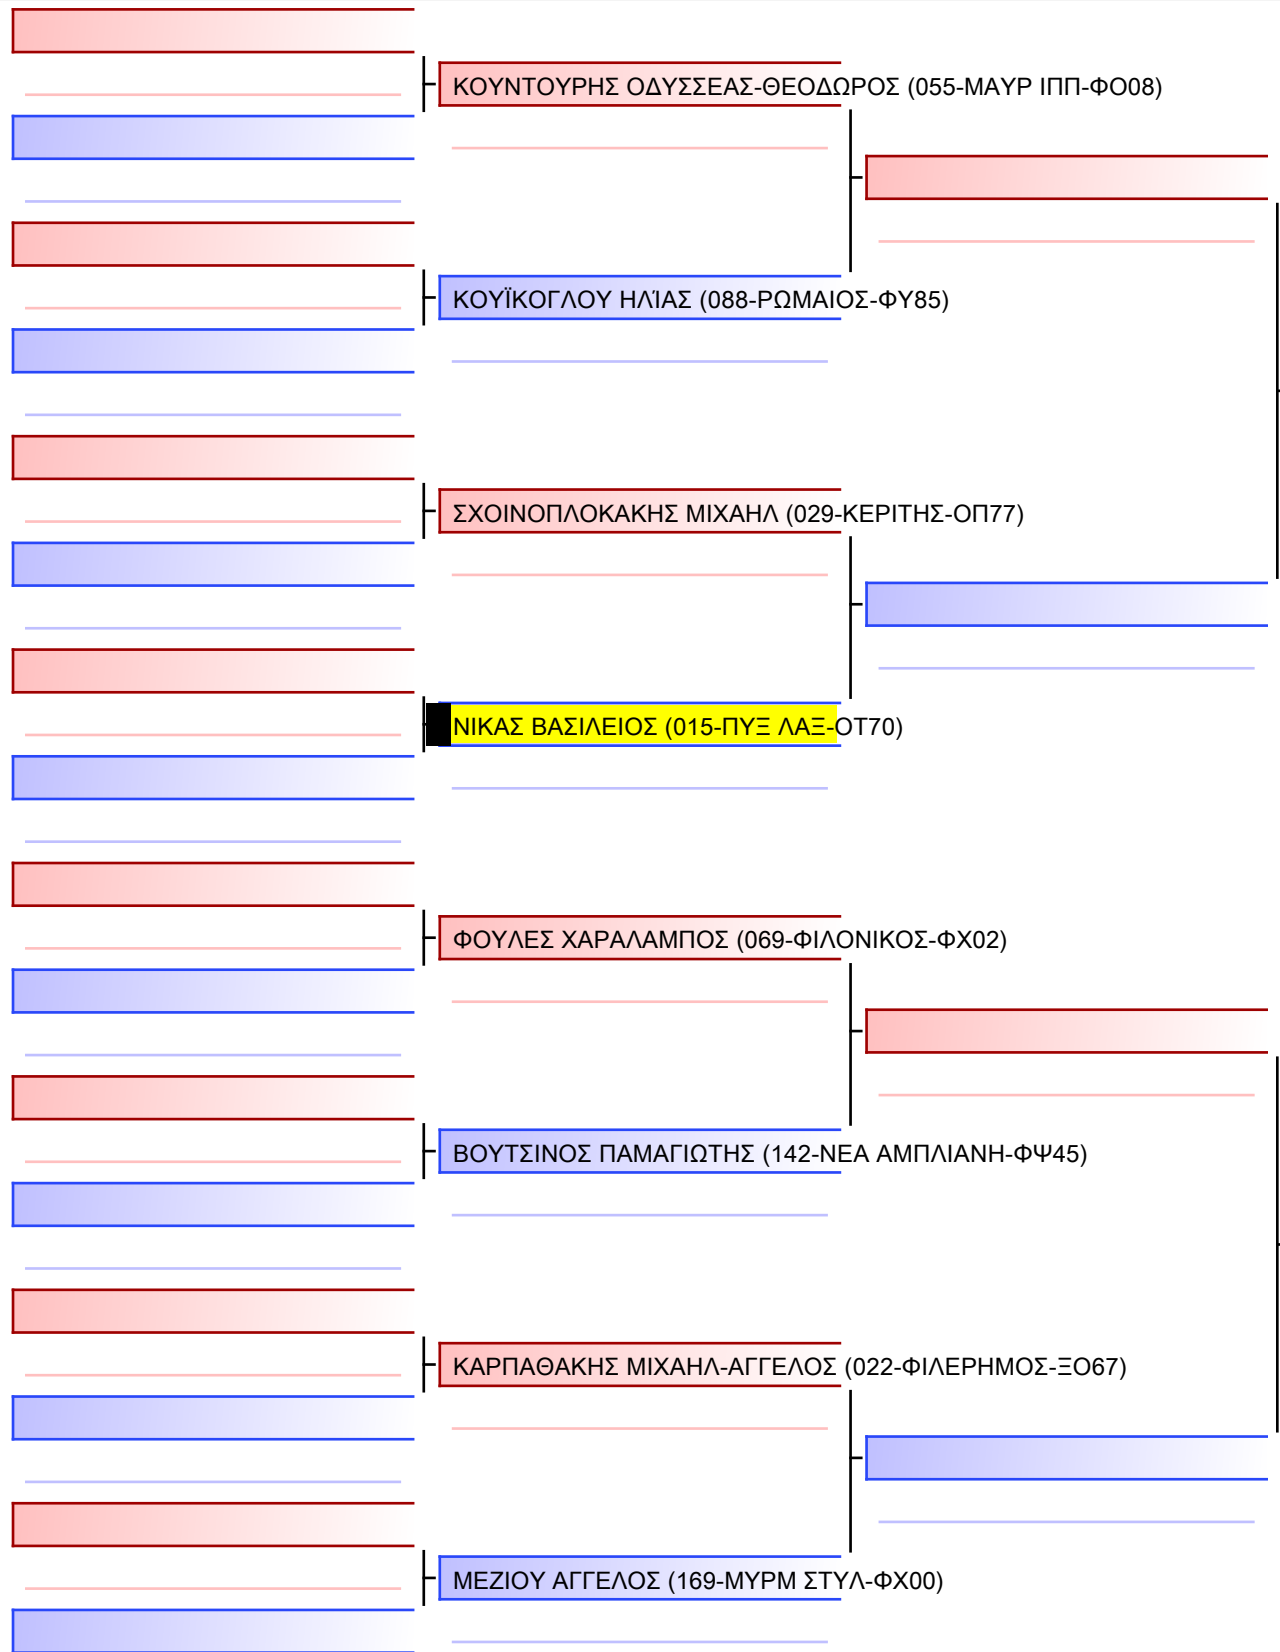 ΚΟΥΝΤΟΥΡΗΣ ΟΔΥΣΣΕΑΣ-ΘΕΟΔΩΡΟΣ (055-ΜΑΥΡ ΙΠΠ-ΦΟ08)
ΚΟΥΪΚΟΓΛΟΥ ΗΛΊΑΣ (088-ΡΩΜΑΙΟΣ-ΦΥ85)
ΣΧΟΙΝΟΠΛΟΚΑΚΗΣ ΜΙΧΑΗΛ (029-ΚΕΡΙΤΗΣ-ΟΠ77)
ΝΙΚΑΣ ΒΑΣΙΛΕΙΟΣ (015-ΠΥΞ ΛΑΞ-ΟΤ70)
ΦΟΥΛΕΣ ΧΑΡΑΛΑΜΠΟΣ (069-ΦΙΛΟΝΙΚΟΣ-ΦΧ02)
ΒΟΥΤΣΙΝΟΣ ΠΑΜΑΓΙΩΤΗΣ (142-ΝΕΑ ΑΜΠΛΙΑΝΗ-ΦΨ45)
ΚΑΡΠΑΘΑΚΗΣ ΜΙΧΑΗΛ-ΑΓΓΕΛΟΣ (022-ΦΙΛΕΡΗΜΟΣ-ΞΟ67)
ΜΕΖΙΟΥ ΑΓΓΕΛΟΣ (169-ΜΥΡΜ ΣΤΥΛ-ΦΧ00)